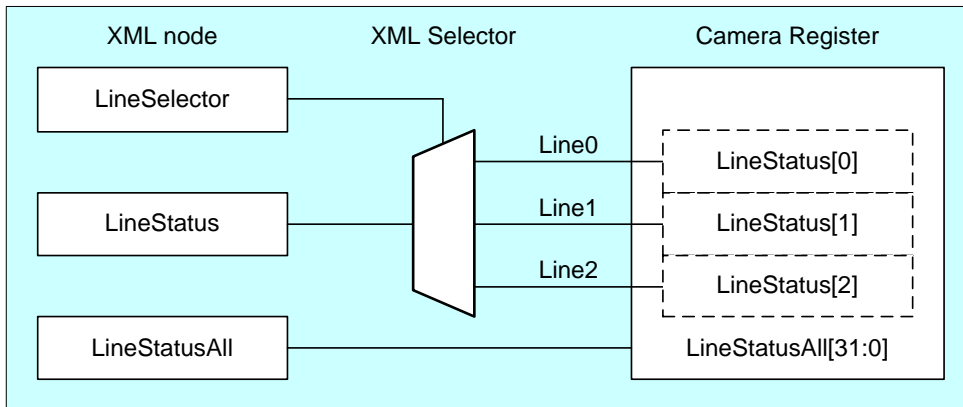 XML node
XML Selector
Camera Register
LineSelector
Line0
LineStatus[0]
LineStatus
Line1
LineStatus[1]
Line2
LineStatus[2]
LineStatusAll
LineStatusAll[31:0]